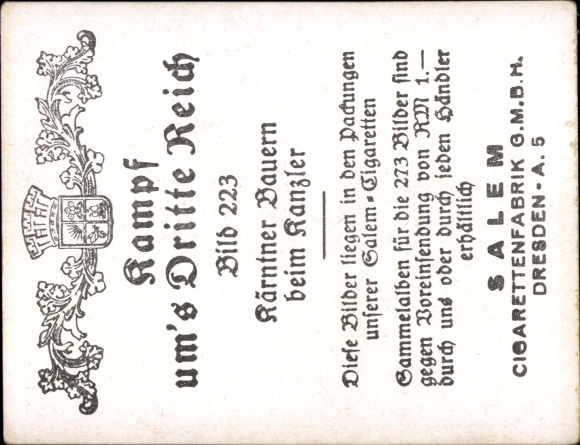 Kampf
um's Dritte Reich
Bild 223
Kärntner Bauern
beim Kanzler
Diese Bilder liegen in den Packungen
unserer Salem-Cigaretten
Sammelalben für die 273 Bilder sind
gegen Voreinsendung von RM 1.—
durch uns oder durch jeden Händler
erhältlich
SALEM
CIGARETTENFABRIK G.M.B.H.
DRESDEN-A. 5